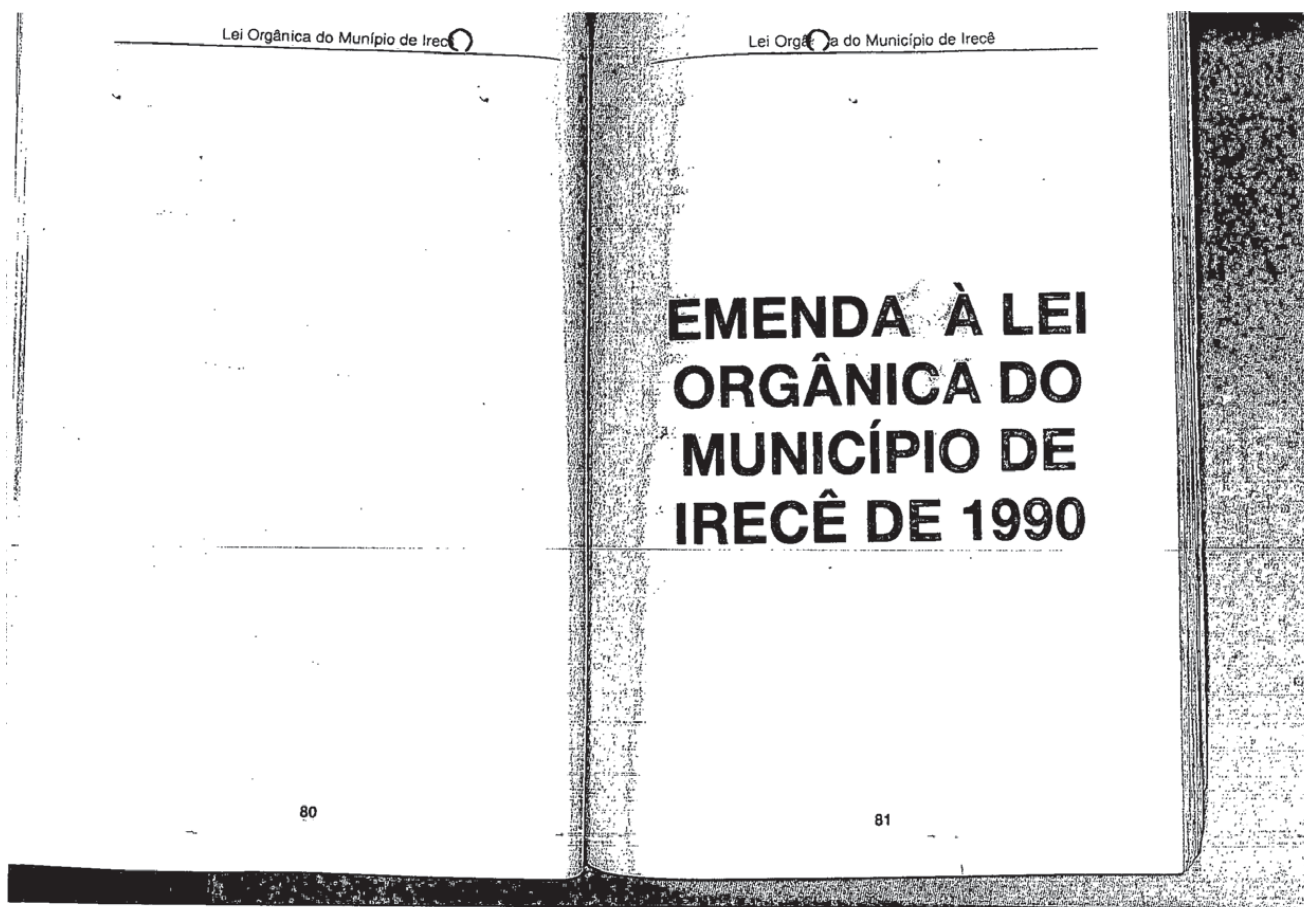 Lei Orgânica do Munípio de Irec
80
Lei Orgâ a do Município de Irecê
EMENDA À LEI
ORGÂNICA DO
MUNICÍPIO DE
IRECÊ DE 1990
81